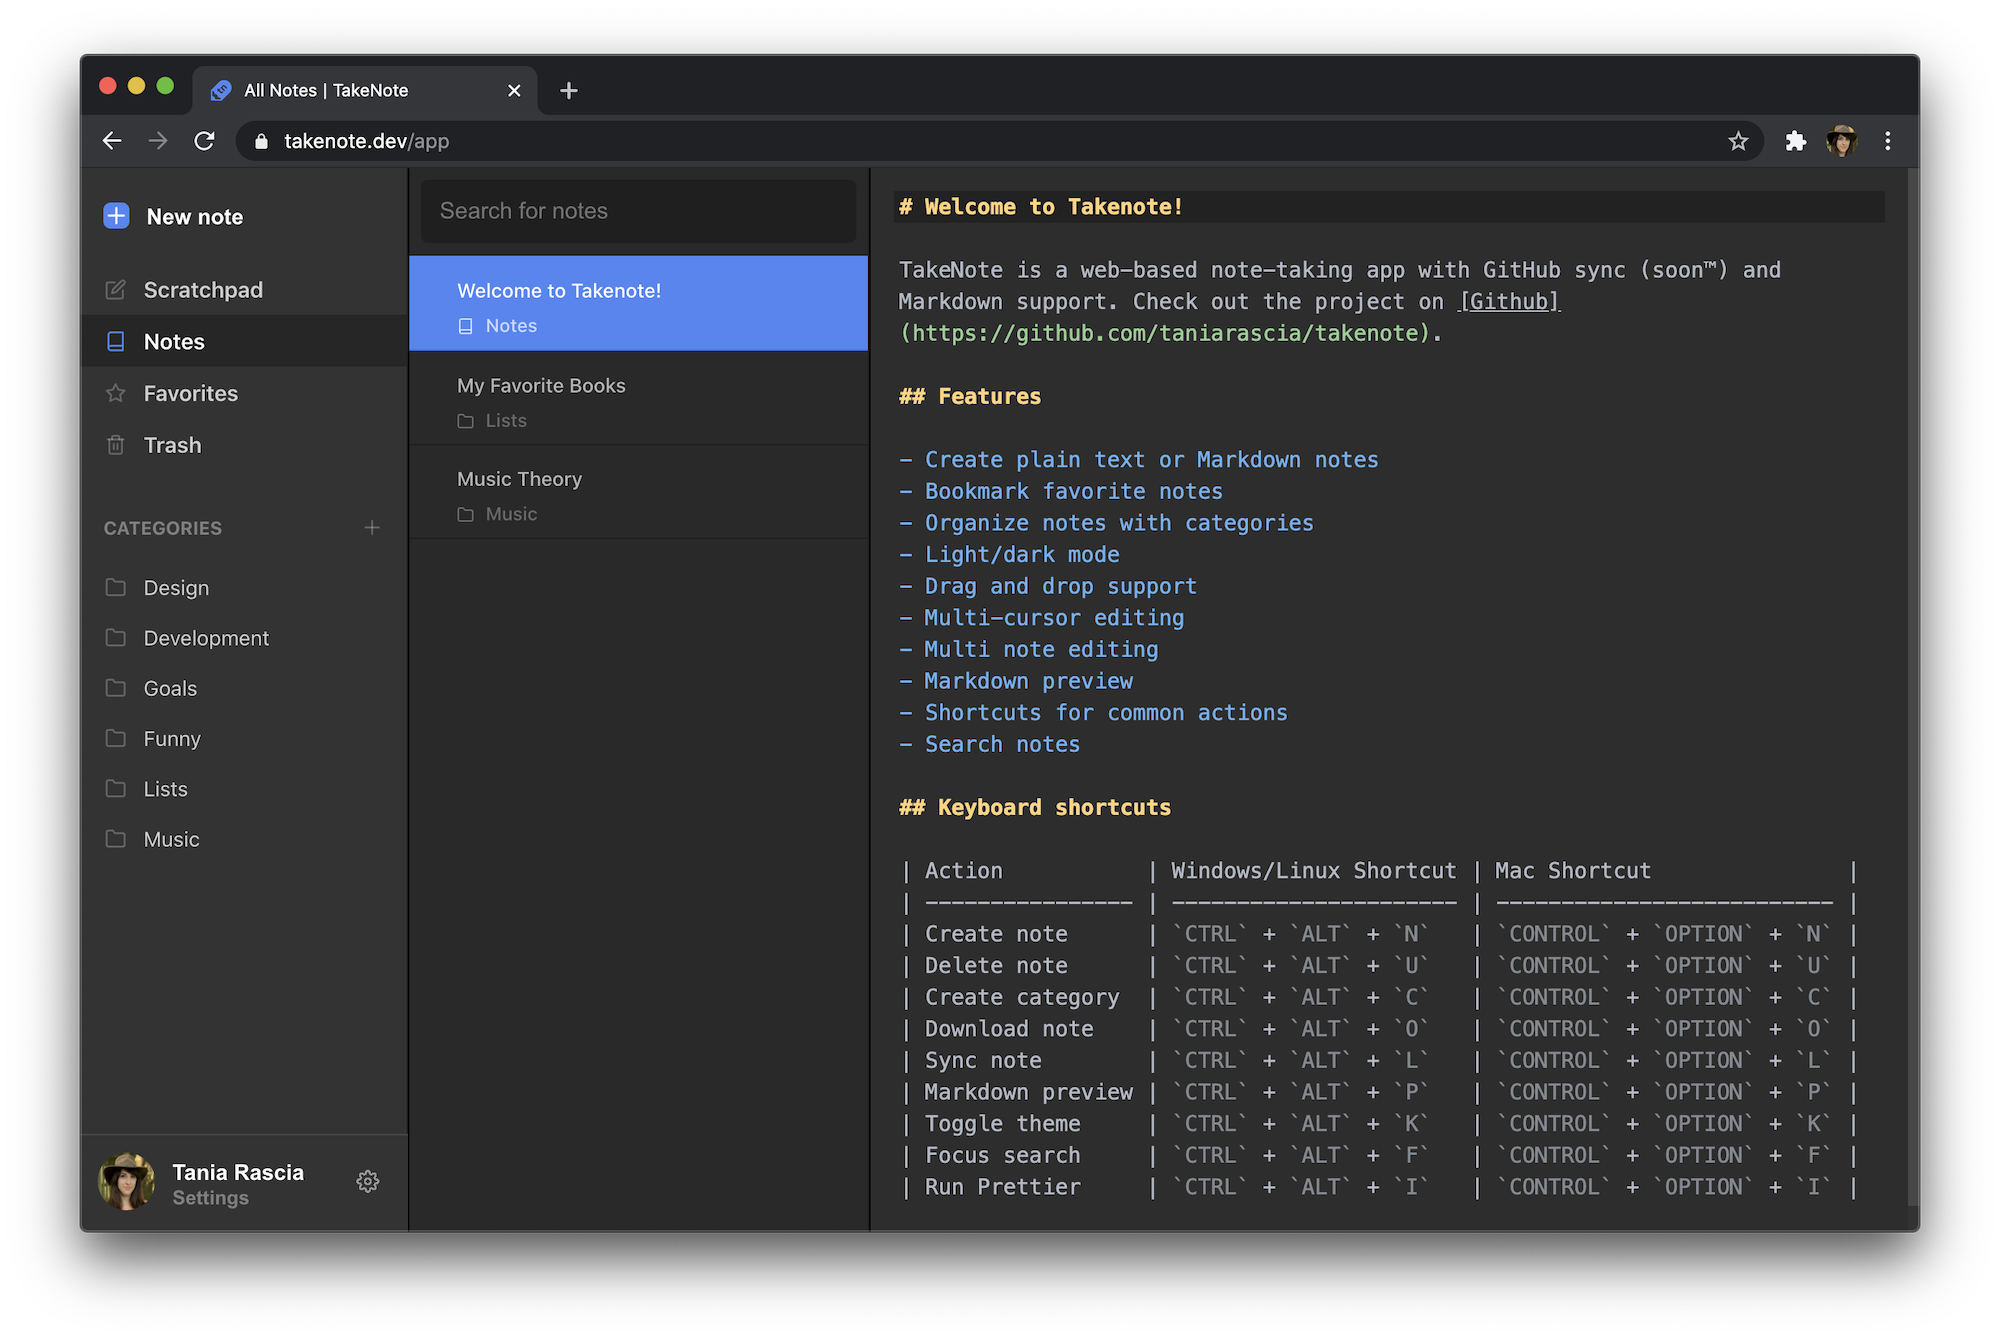 All Notes | TakeNote
takenote.dev/app
New note
Scratchpad
Notes
Favorites
Trash
CATEGORIES
Design
Development
Goals
Funny
Lists
Music
Tania Rascia
Settings
Search for notes
Welcome to Takenote!
Notes
My Favorite Books
Lists
Music Theory
Music
# Welcome to Takenote!
TakeNote is a web-based note-taking app with GitHub sync (soon™) and
Markdown support. Check out the project on [Github]
(https://github.com/taniarascia/takenote).
## Features
- Create plain text or Markdown notes
- Bookmark favorite notes
- Organize notes with categories
- Light/dark mode
- Drag and drop support
- Multi-cursor editing
- Multi note editing
- Markdown preview
- Shortcuts for common actions
- Search notes
## Keyboard shortcuts
| Action           | Windows/Linux Shortcut | Mac Shortcut               |
| ---------------- | ---------------------- | -------------------------- |
| Create note      | `CTRL` + `ALT` + `N`   | `CONTROL` + `OPTION` + `N` |
| Delete note      | `CTRL` + `ALT` + `U`   | `CONTROL` + `OPTION` + `U` |
| Create category  | `CTRL` + `ALT` + `C`   | `CONTROL` + `OPTION` + `C` |
| Download note    | `CTRL` + `ALT` + `O`   | `CONTROL` + `OPTION` + `O` |
| Sync note        | `CTRL` + `ALT` + `L`   | `CONTROL` + `OPTION` + `L` |
| Markdown preview | `CTRL` + `ALT` + `P`   | `CONTROL` + `OPTION` + `P` |
| Toggle theme     | `CTRL` + `ALT` + `K`   | `CONTROL` + `OPTION` + `K` |
| Focus search     | `CTRL` + `ALT` + `F`   | `CONTROL` + `OPTION` + `F` |
| Run Prettier     | `CTRL` + `ALT` + `I`   | `CONTROL` + `OPTION` + `I` |